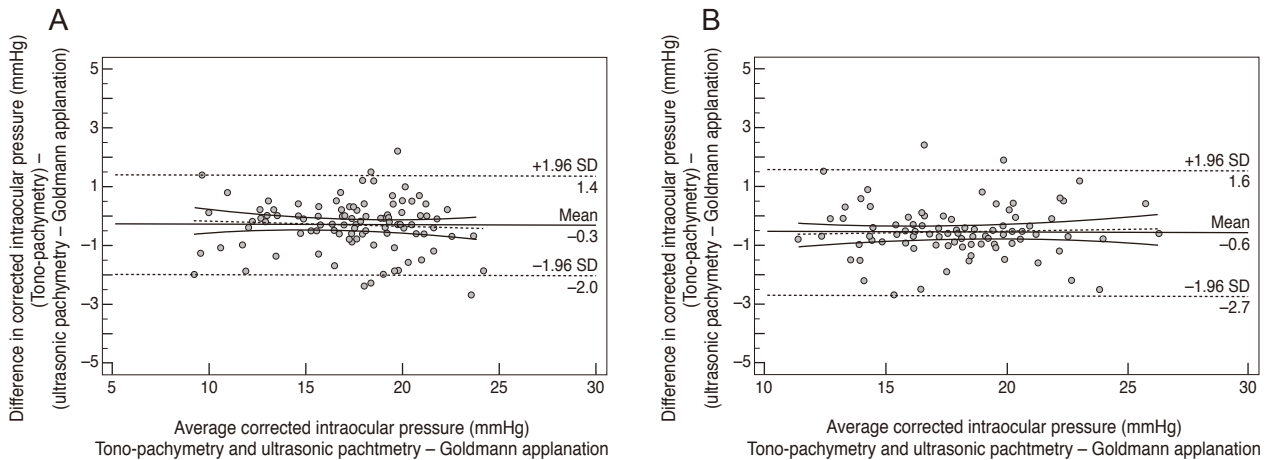 A
Difference in corrected intraocular pressure (mmHg)
(Tono-pachymetry) –
(ultrasonic pachymetry – Goldmann applanation)
5
3
1
–1
–3
–5
+1.96 SD
1.4
Mean
–0.3
–1.96 SD
–2.0
5
10
15
20
25
30
Average corrected intraocular pressure (mmHg)
Tono-pachymetry and ultrasonic pachtmetry – Goldmann applanation
B
Difference in corrected intraocular pressure (mmHg)
(Tono-pachymetry) –
(ultrasonic pachymetry – Goldmann applanation)
5
3
1
–1
–3
–5
+1.96 SD
1.6
Mean
–0.6
–1.96 SD
–2.7
10
15
20
25
30
Average corrected intraocular pressure (mmHg)
Tono-pachymetry and ultrasonic pachtmetry – Goldmann applanation